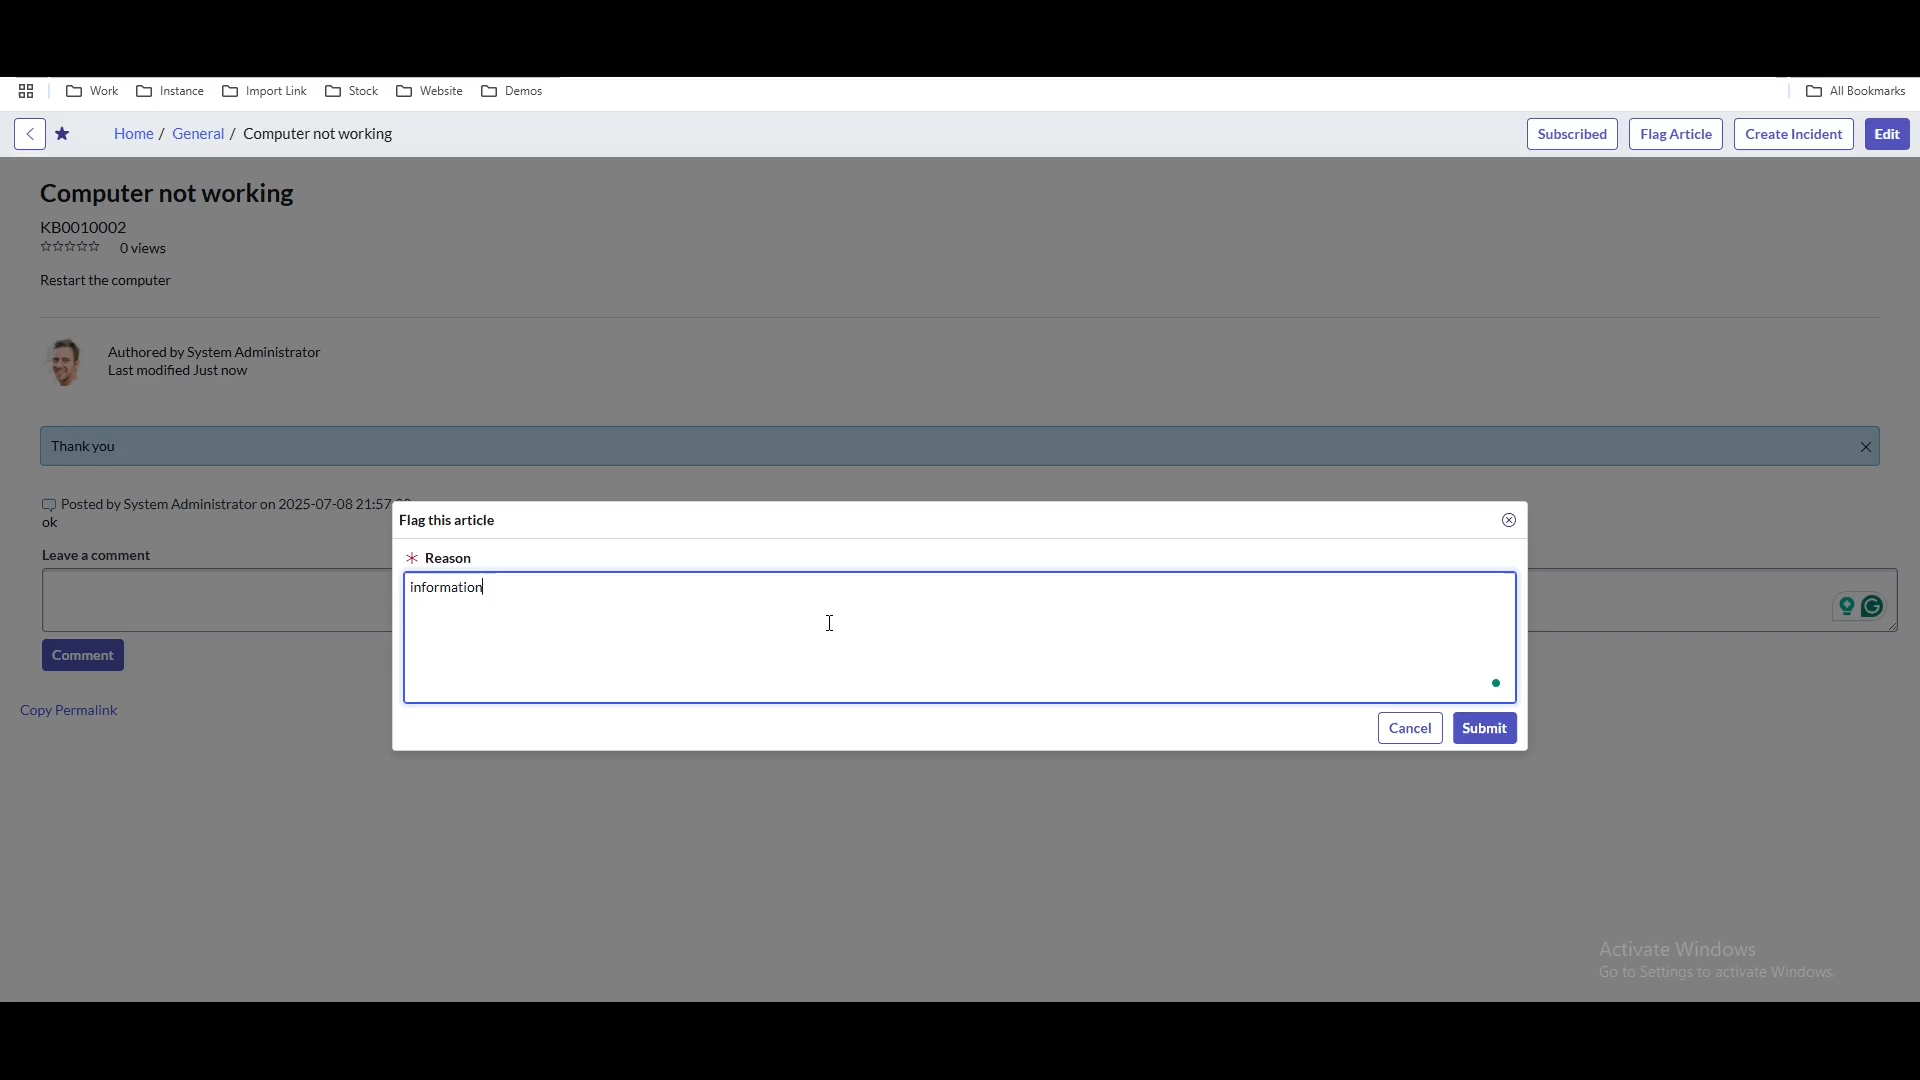 Work Instance Import Link Stock Website Demos All Bookmarks
Home / General / Computer not working
Subscribed Flag Article Create Incident Edit
Computer not working
KB0010002
0 views
Restart the computer
Authored by System Administrator
Last modified Just now
Thank you
Posted by System Administrator on 2025-07-08 21:57
ok
Leave a comment
Flag this article
Reason
information
Cancel Submit
Comment
Copy Permalink
Activate Windows
Go to Settings to activate Windows.